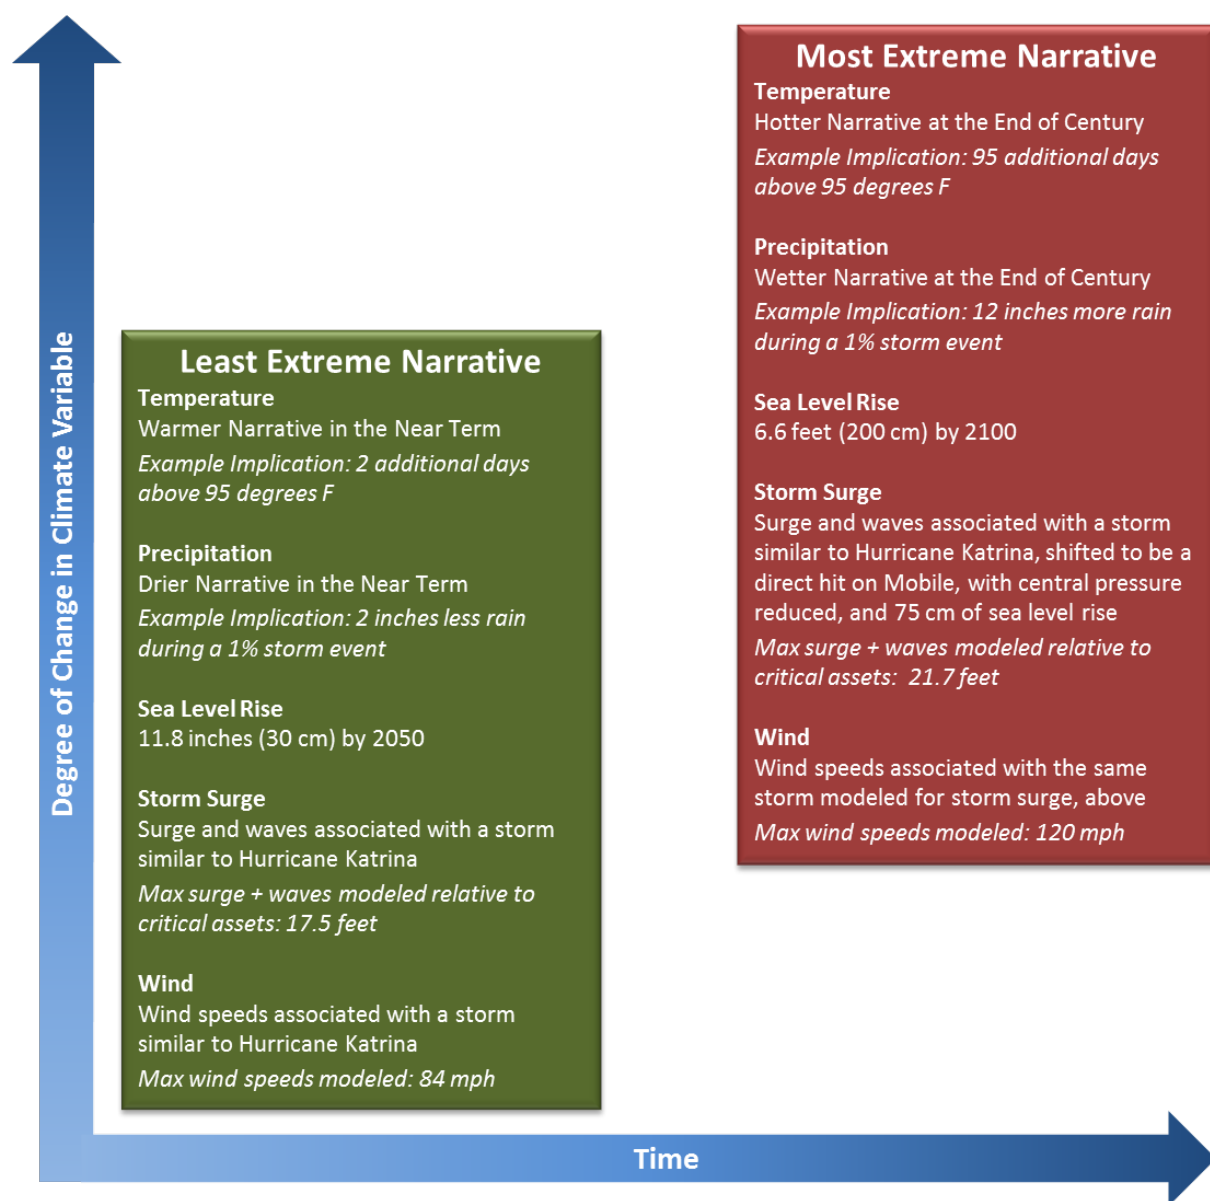 Degree of Change in Climate Variable
Least Extreme Narrative
Temperature
Warmer Narrative in the Near Term
Example Implication: 2 additional days
above 95 degrees F
Precipitation
Drier Narrative in the Near Term
Example Implication: 2 inches less rain
during a 1% storm event
Sea Level Rise
11.8 inches (30 cm) by 2050
Storm Surge
Surge and waves associated with a storm
similar to Hurricane Katrina
Max surge + waves modeled relative to
critical assets: 17.5 feet
Wind
Wind speeds associated with a storm
similar to Hurricane Katrina
Max wind speeds modeled: 84 mph
Most Extreme Narrative
Temperature
Hotter Narrative at the End of Century
Example Implication: 95 additional days
above 95 degrees F
Precipitation
Wetter Narrative at the End of Century
Example Implication: 12 inches more rain
during a 1% storm event
Sea Level Rise
6.6 feet (200 cm) by 2100
Storm Surge
Surge and waves associated with a storm
similar to Hurricane Katrina, shifted to be a
direct hit on Mobile, with central pressure
reduced, and 75 cm of sea level rise
Max surge + waves modeled relative to
critical assets:  21.7 feet
Wind
Wind speeds associated with the same
storm modeled for storm surge, above
Max wind speeds modeled: 120 mph
Time